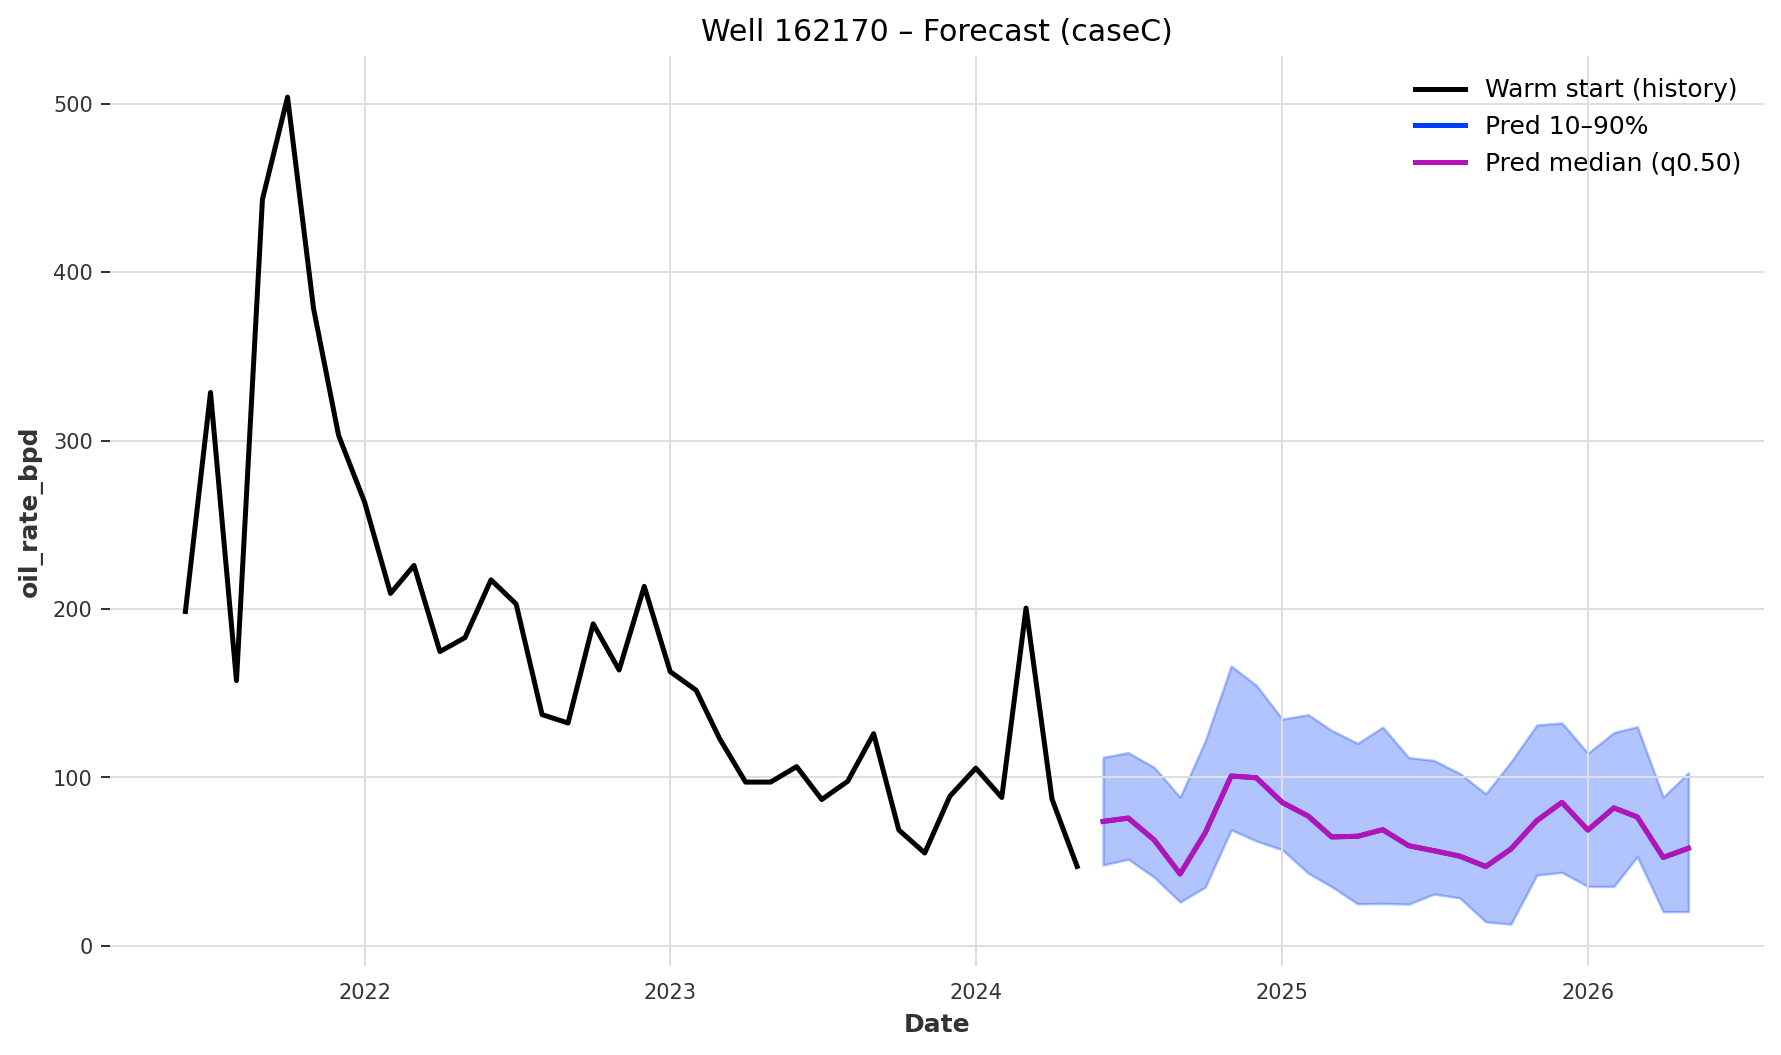 Well 162170 – Forecast (caseC)
Warm start (history)
Pred 10–90%
Pred median (q0.50)
oil_rate_bpd
500
400
300
200
100
0
2022
2023
2024
2025
2026
Date